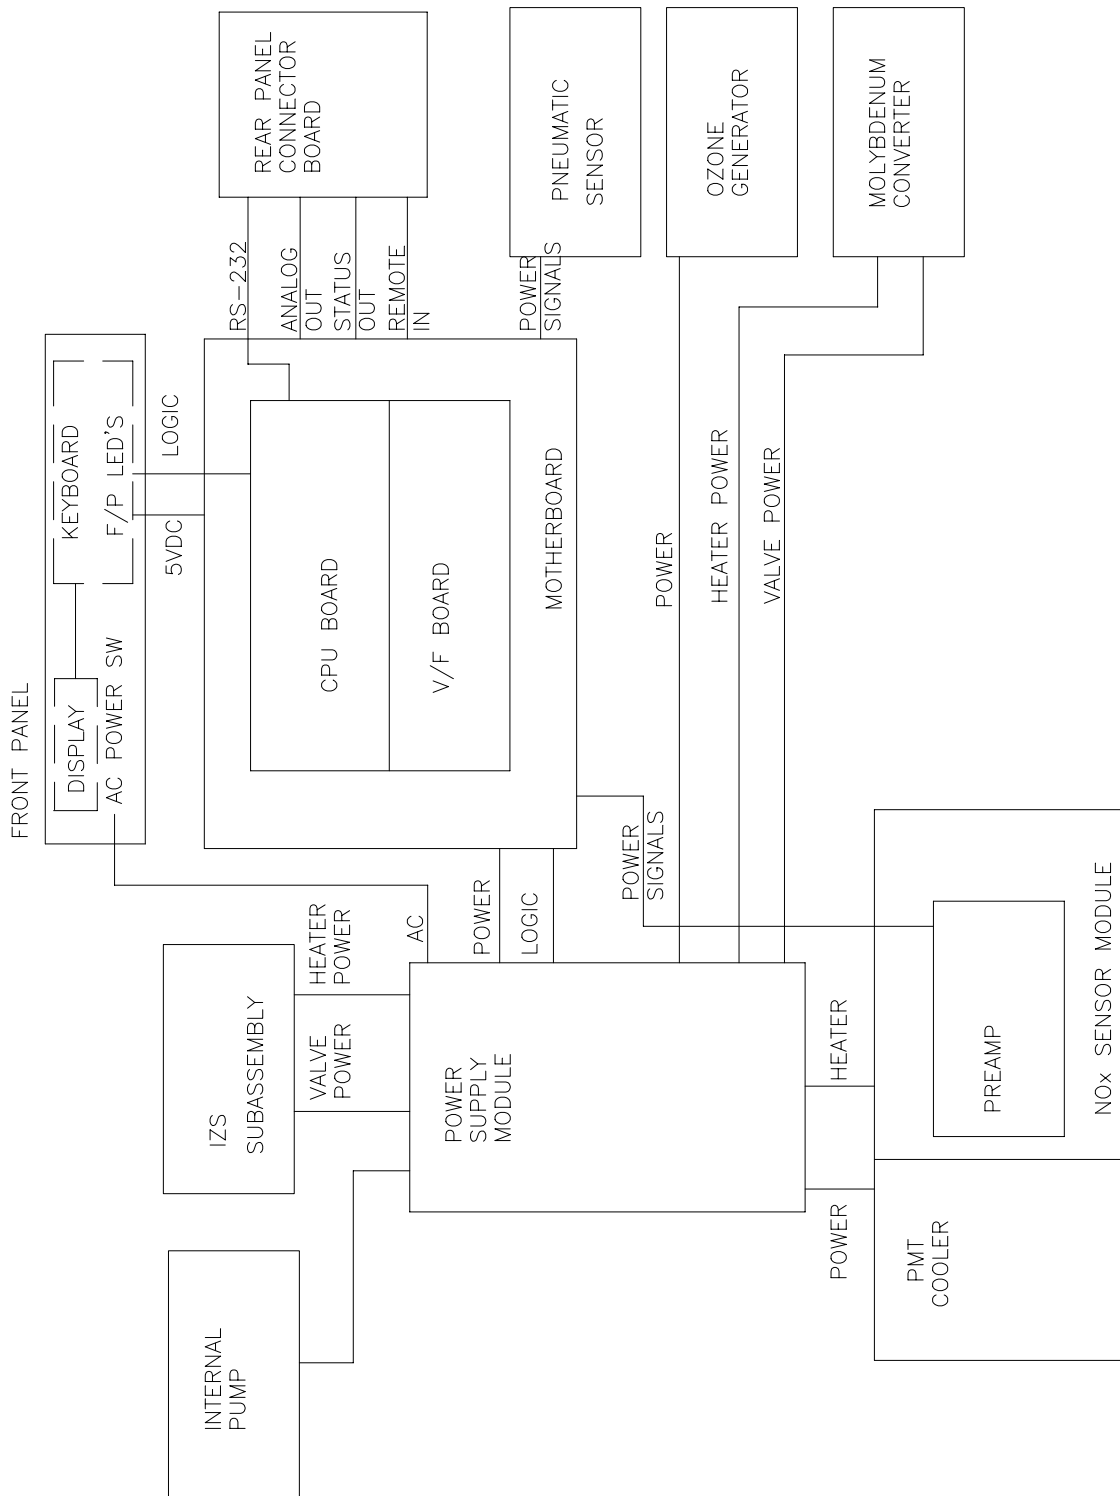 FRONT PANEL
DISPLAY
AC POWER SW
KEYBOARD
F/P LED'S
5VDC
LOGIC
REAR PANEL
CONNECTOR
BOARD
RS-232
ANALOG
OUT
STATUS
OUT
REMOTE
IN
CPU BOARD
V/F BOARD
MOTHERBOARD
PNEUMATIC
SENSOR
POWER
SIGNALS
OZONE
GENERATOR
POWER
MOLYBDENUM
CONVERTER
HEATER POWER
VALVE POWER
INTERNAL
PUMP
IZS
SUBASSEMBLY
VALVE
POWER
HEATER
POWER
AC
POWER
LOGIC
POWER
SIGNALS
POWER
SUPPLY
MODULE
POWER
HEATER
PMT
COOLER
PREAMP
NOx SENSOR MODULE